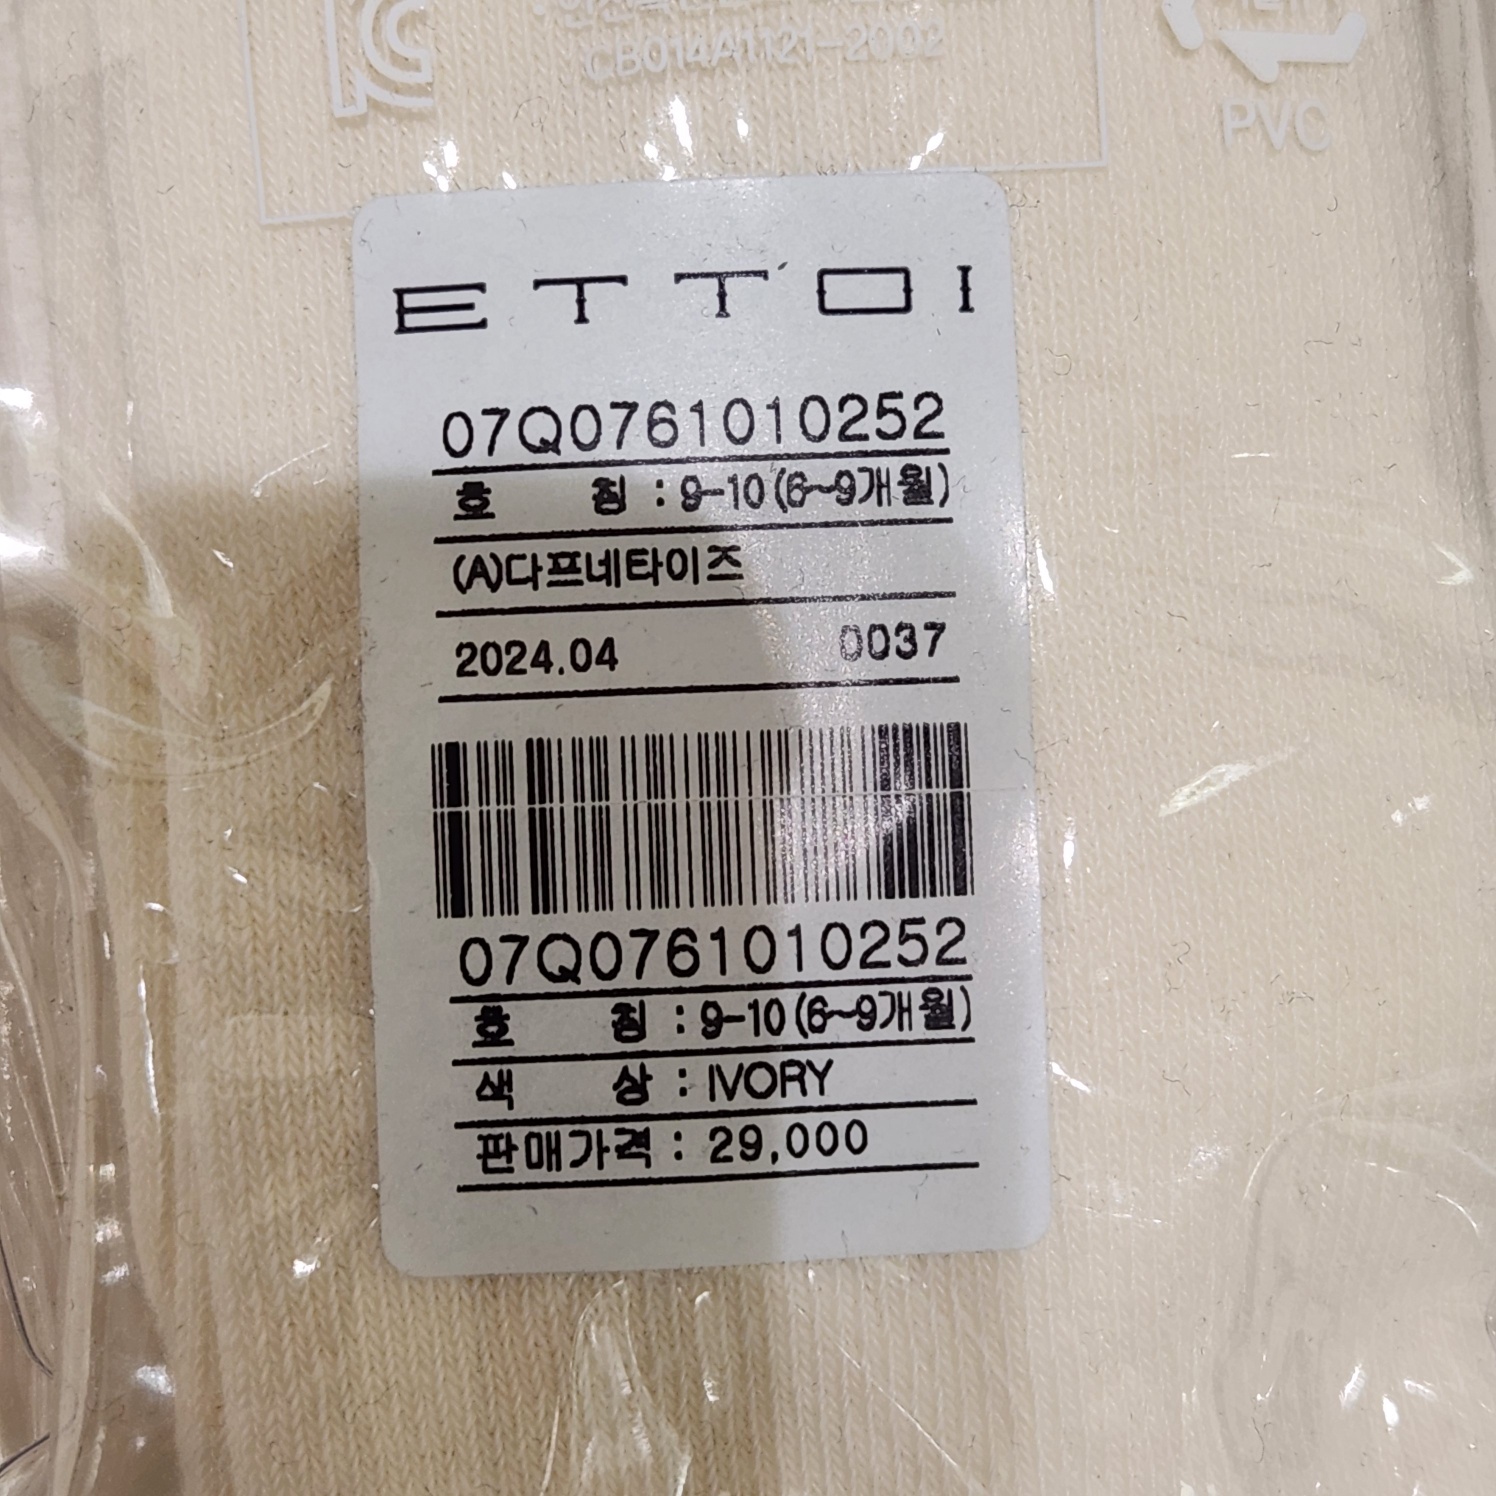 CB014A1121-2002
PVC
ETTOI
07Q0761010252
호 칭 : 9-10(6~9개월)
(A)다프네타이즈
2024.04 0037
07Q0761010252
호 칭 : 9-10(6~9개월)
색 상 : IVORY
판매가격 : 29,000